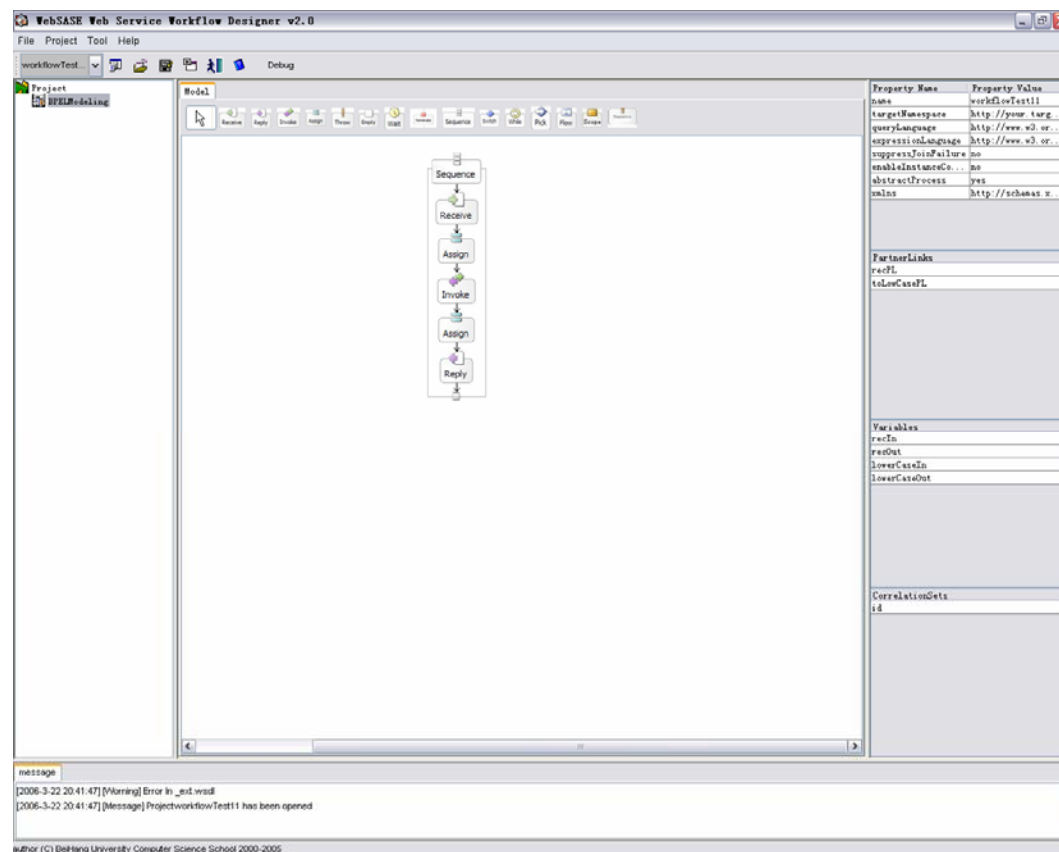 WebSASE Web Service Workflow Designer v2.0
File Project Tool Help
workflowTest... Debug
Project
BPELModeling
Model
Receive Reply Invoke Assign Throw Empty Wait Sequence Switch While Pick Flow Scope
Sequence
Receive
Assign
Invoke
Assign
Reply
Property Name Property Value
name workflowTest11
targetNamespace http://your.targ...
queryLanguage http://www.w3.or...
expressionLanguage http://www.w3.or...
suppressJoinFailure no
enableInstanceCo... no
abstractProcess yes
xmlns http://schemas.x...
PartnerLinks
recPL
toLowCasePL
Variables
recIn
recOut
lowerCaseIn
lowerCaseOut
CorrelationSets
id
message
[2006-3-22 20:41:47] [Warning] Error In _ext.wsdl
[2006-3-22 20:41:47] [Message] ProjectworkflowTest11 has been opened
author (C) BeiHang University Computer Science School 2000-2005